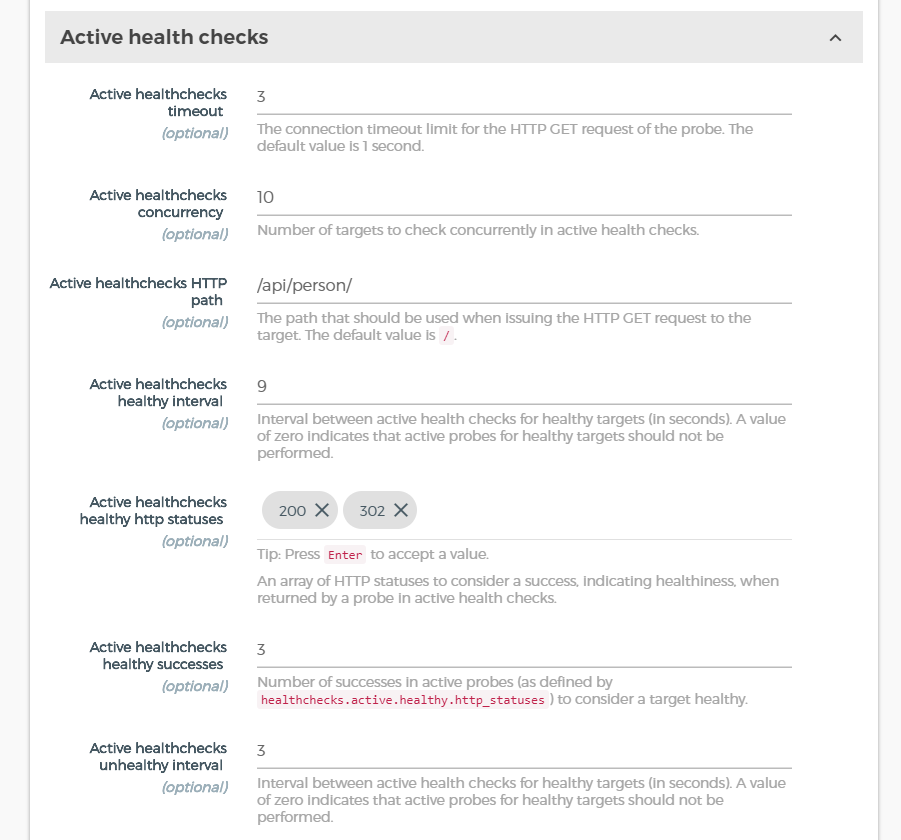 Active health checks
Active healthchecks
timeout
(optional)
3
The connection timeout limit for the HTTP GET request of the probe. The
default value is 1 second.
Active healthchecks
concurrency
(optional)
10
Number of targets to check concurrently in active health checks.
Active healthchecks HTTP
path
(optional)
/api/person/
The path that should be used when issuing the HTTP GET request to the
target. The default value is / .
Active healthchecks
healthy interval
(optional)
9
Interval between active health checks for healthy targets (in seconds). A value
of zero indicates that active probes for healthy targets should not be
performed.
Active healthchecks
healthy http statuses
(optional)
200 302
Tip: Press Enter to accept a value.
An array of HTTP statuses to consider a success, indicating healthiness, when
returned by a probe in active health checks.
Active healthchecks
healthy successes
(optional)
3
Number of successes in active probes (as defined by
healthchecks.active.healthy.http_statuses ) to consider a target healthy.
Active healthchecks
unhealthy interval
(optional)
3
Interval between active health checks for healthy targets (in seconds). A value
of zero indicates that active probes for healthy targets should not be
performed.